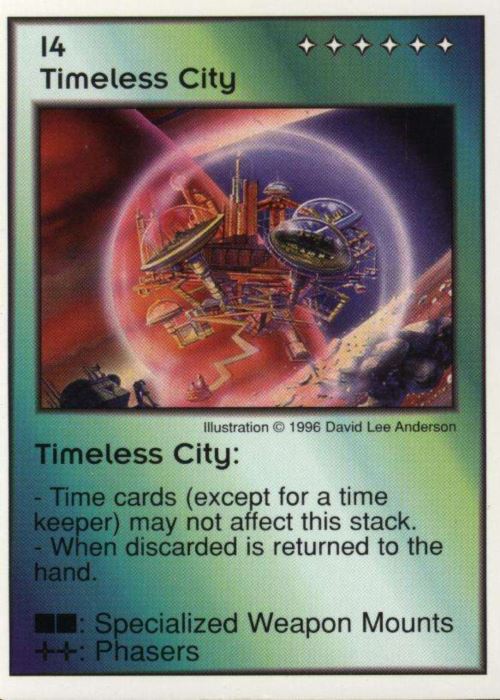 14
Timeless City
Illustration © 1996 David Lee Anderson
Timeless City:
- Time cards (except for a time
keeper) may not affect this stack.
- When discarded is returned to the
hand.
■■: Specialized Weapon Mounts
++: Phasers